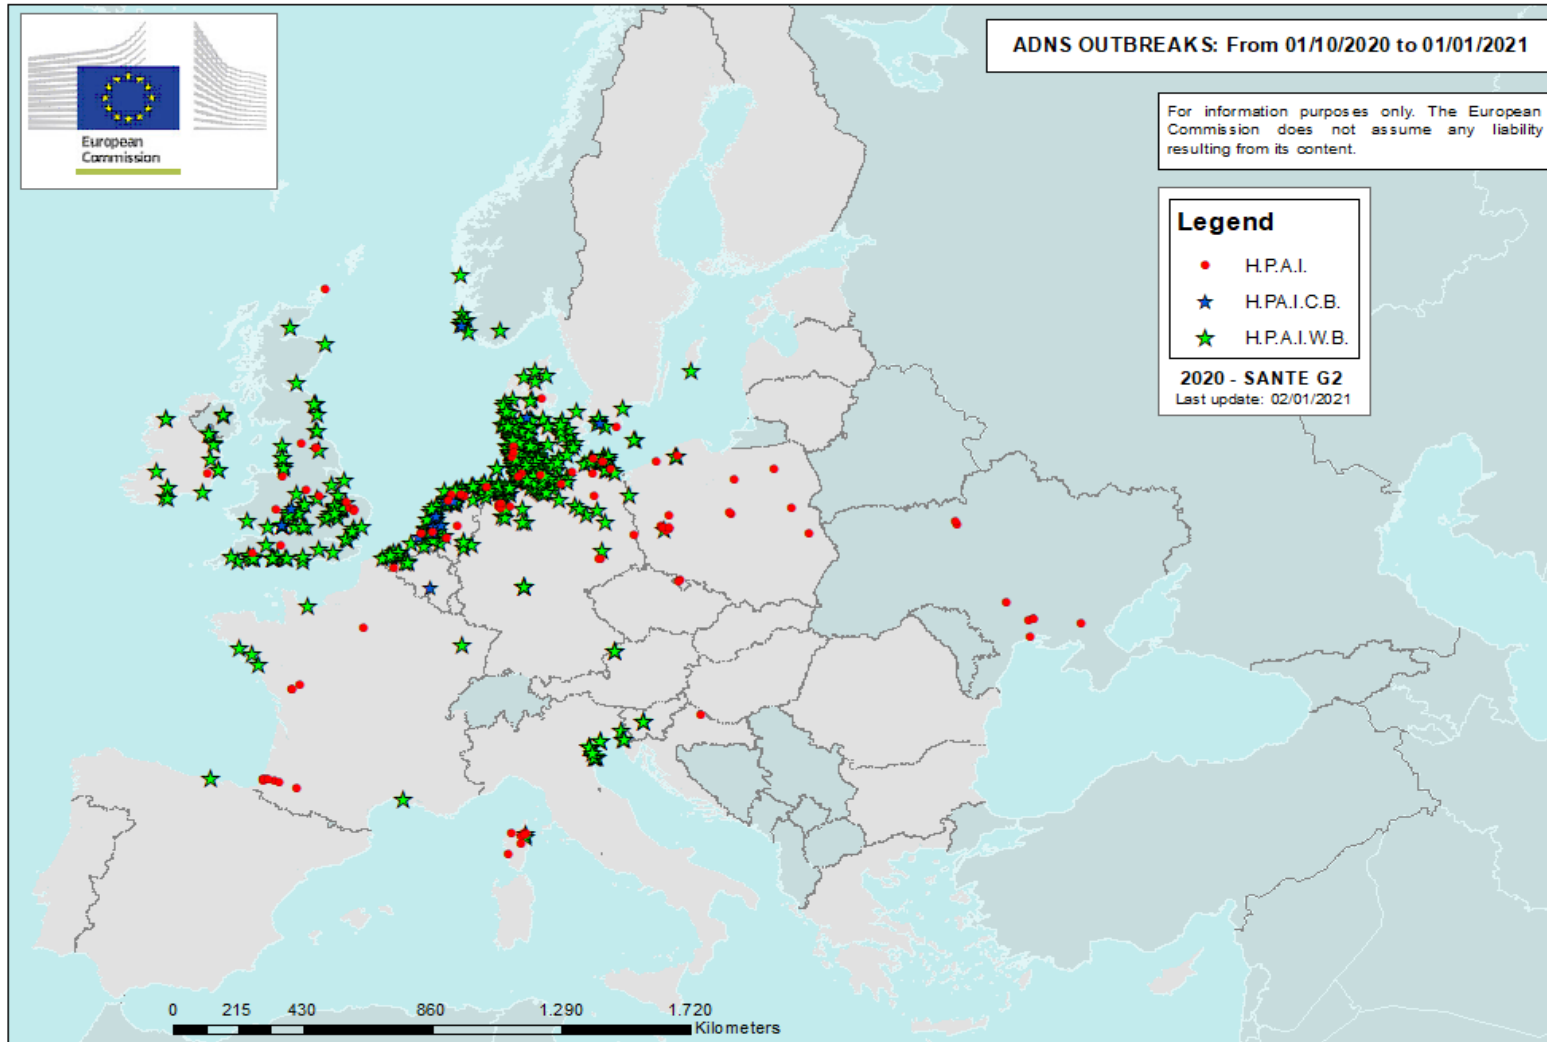 European
Commission
ADNS OUTBREAKS: From 01/10/2020 to 01/01/2021
For information purposes only. The European
Commission does not assume any liability
resulting from its content.
Legend
H.P.A.I.
H.PA.I.C.B.
H.P.A.I.W.B.
2020 - SANTE G2
Last update: 02/01/2021
0 215 430 860 1.290 1.720
Kilometers